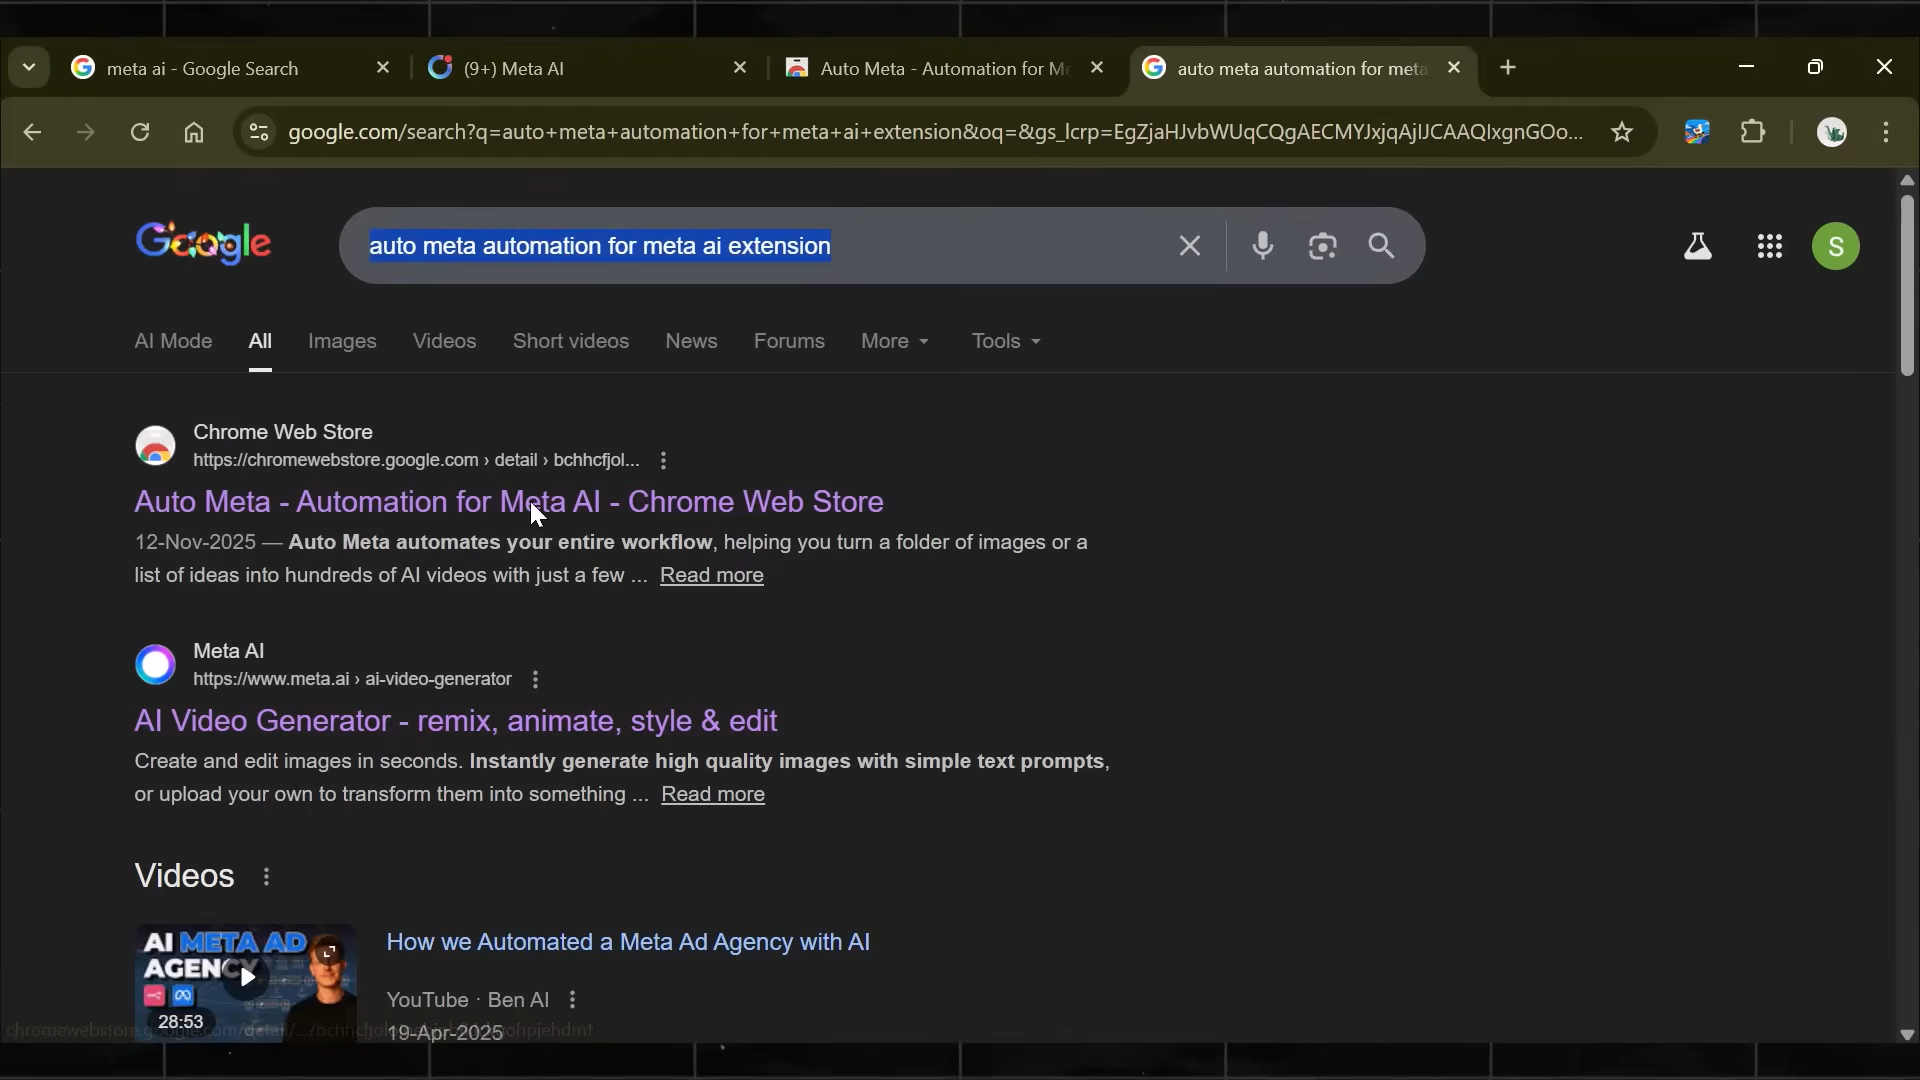 meta ai - Google Search
(9+) Meta AI
Auto Meta - Automation for Me
auto meta automation for meta
google.com/search?q=auto+meta+automation+for+meta+ai+extension&oq=&gs_lcrp=EgZjaHJvbWUqCQgAECMYJxjqAjIJCAAQIxgnGOo...
Google
auto meta automation for meta ai extension
S
AI Mode
All
Images
Videos
Short videos
News
Forums
More
Tools
Chrome Web Store
https://chromewebstore.google.com › detail › bchhcfjol...
Auto Meta - Automation for Meta AI - Chrome Web Store
12-Nov-2025 — Auto Meta automates your entire workflow, helping you turn a folder of images or a
list of ideas into hundreds of AI videos with just a few ... Read more
Meta AI
https://www.meta.ai › ai-video-generator
AI Video Generator - remix, animate, style & edit
Create and edit images in seconds. Instantly generate high quality images with simple text prompts,
or upload your own to transform them into something ... Read more
Videos
AI META AD
AGENCY
28:53
How we Automated a Meta Ad Agency with AI
YouTube · Ben AI
19-Apr-2025